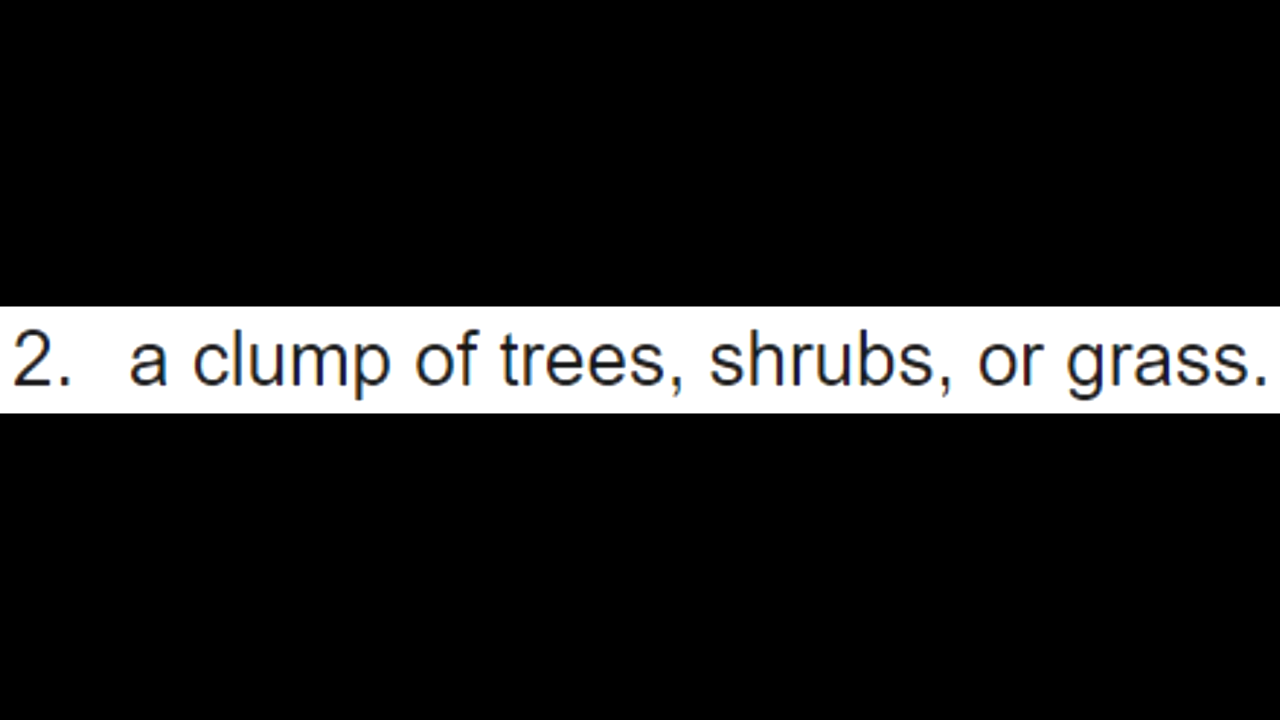 2. a clump of trees, shrubs, or grass.